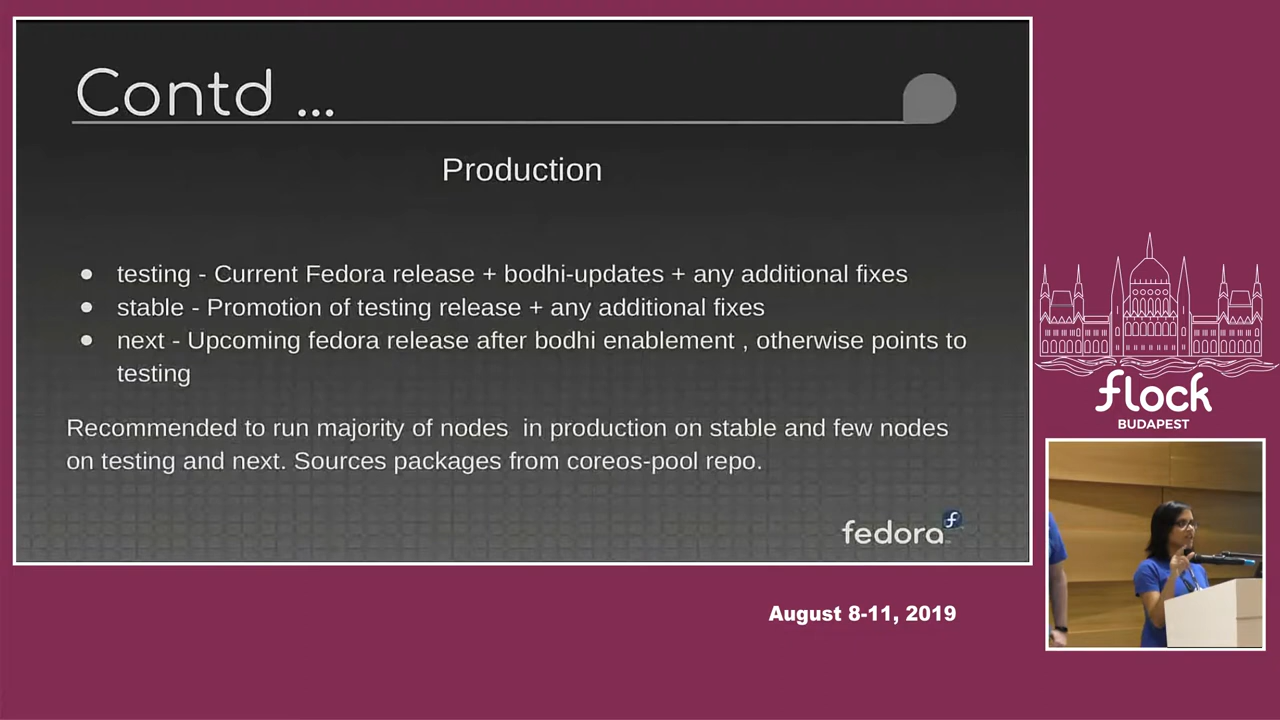 Contd ...
Production
● testing - Current Fedora release + bodhi-updates + any additional fixes
● stable - Promotion of testing release + any additional fixes
● next - Upcoming fedora release after bodhi enablement , otherwise points to
testing
Recommended to run majority of nodes in production on stable and few nodes
on testing and next. Sources packages from coreos-pool repo.
fedora
flock
BUDAPEST
August 8-11, 2019